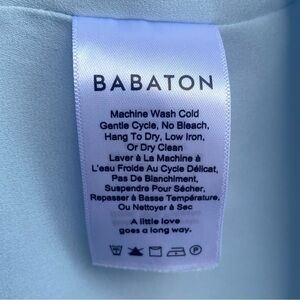 BABATON
Machine Wash Cold
Gentle Cycle, No Bleach,
Hang To Dry, Low Iron,
Or Dry Clean
Laver à La Machine à
L'eau Froide Au Cycle Délicat,
Pas De Blanchiment,
Suspendre Pour Sécher,
Repasser à Basse Température,
Ou Nettoyer à Sec
A little love
goes a long way.
P